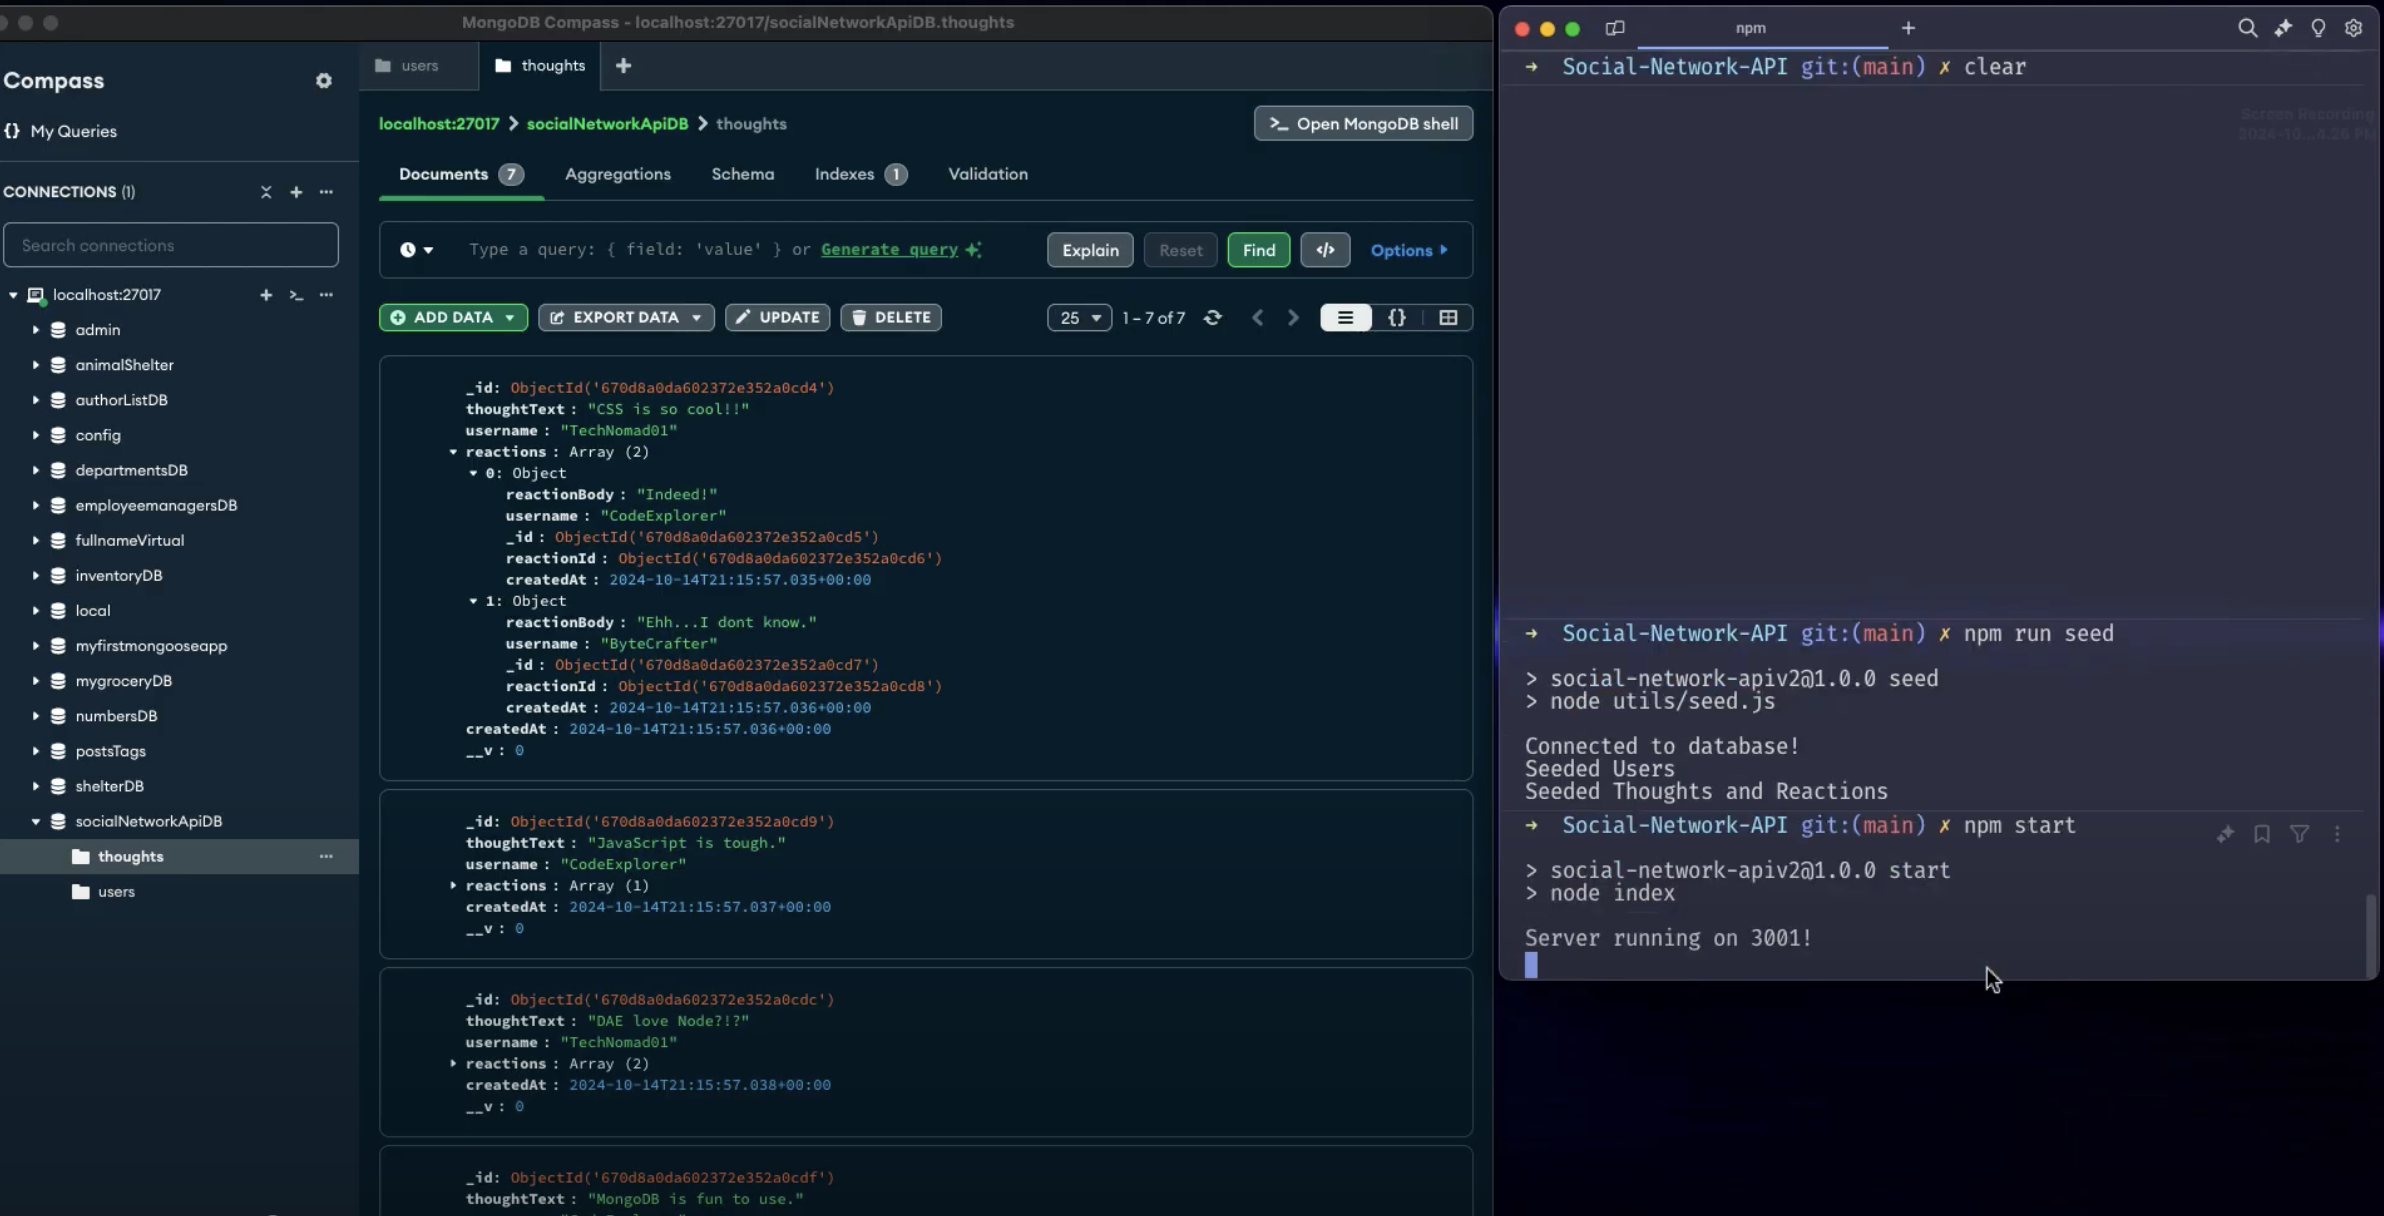 MongoDB Compass - localhost:27017/socialNetworkApiDB.thoughts
Compass
{} My Queries
CONNECTIONS (1)
Search connections
localhost:27017
admin
animalShelter
authorListDB
config
departmentsDB
employeemanagersDB
fullnameVirtual
inventoryDB
local
myfirstmongooseapp
mygroceryDB
numbersDB
postsTags
shelterDB
socialNetworkApiDB
thoughts
users
users thoughts
localhost:27017 > socialNetworkApiDB > thoughts
>_ Open MongoDB shell
Documents 7 Aggregations Schema Indexes 1 Validation
Type a query: { field: 'value' } or Generate query
Explain Reset Find </> Options
ADD DATA EXPORT DATA UPDATE DELETE
25 1 – 7 of 7 {}
_id: ObjectId('670d8a0da602372e352a0cd4')
thoughtText : "CSS is so cool!!"
username : "TechNomad01"
reactions : Array (2)
0: Object
reactionBody : "Indeed!"
username : "CodeExplorer"
_id : ObjectId('670d8a0da602372e352a0cd5')
reactionId : ObjectId('670d8a0da602372e352a0cd6')
createdAt : 2024-10-14T21:15:57.035+00:00
1: Object
reactionBody : "Ehh...I dont know."
username : "ByteCrafter"
_id : ObjectId('670d8a0da602372e352a0cd7')
reactionId : ObjectId('670d8a0da602372e352a0cd8')
createdAt : 2024-10-14T21:15:57.036+00:00
createdAt : 2024-10-14T21:15:57.036+00:00
__v : 0
_id: ObjectId('670d8a0da602372e352a0cd9')
thoughtText : "JavaScript is tough."
username : "CodeExplorer"
reactions : Array (1)
createdAt : 2024-10-14T21:15:57.037+00:00
__v : 0
_id: ObjectId('670d8a0da602372e352a0cdc')
thoughtText : "DAE love Node?!?"
username : "TechNomad01"
reactions : Array (2)
createdAt : 2024-10-14T21:15:57.038+00:00
__v : 0
_id: ObjectId('670d8a0da602372e352a0cdf')
thoughtText : "MongoDB is fun to use."
npm
→ Social-Network-API git:(main) ✗ clear
Screen Recording
→ Social-Network-API git:(main) ✗ npm run seed
> social-network-apiv2@1.0.0 seed
> node utils/seed.js
Connected to database!
Seeded Users
Seeded Thoughts and Reactions
→ Social-Network-API git:(main) ✗ npm start
> social-network-apiv2@1.0.0 start
> node index
Server running on 3001!